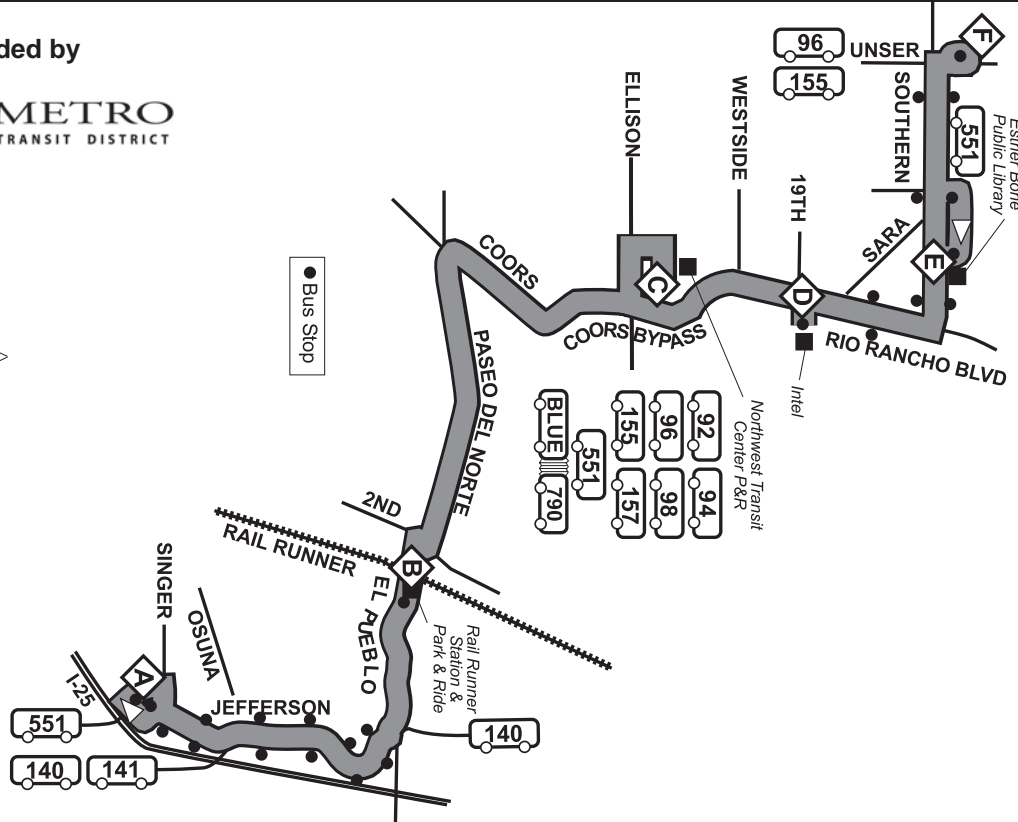 ded by
METRO
TRANSIT DISTRICT
96
155
UNSER
F
SOUTHERN
551
Esther Bone
Public Library
ELLISON
WESTSIDE
19TH
SARA
E
COORS
C
D
COORS BYPASS
RIO RANCHO BLVD
Bus Stop
PASEO DEL NORTE
Intel
Northwest Transit
Center P&R
BLUE
790
551
155
157
96
98
92
94
2ND
RAIL RUNNER
B
EL PUEBLO
Rail Runner
Station &
Park & Ride
SINGER
OSUNA
A
I-25
JEFFERSON
551
140
141
140